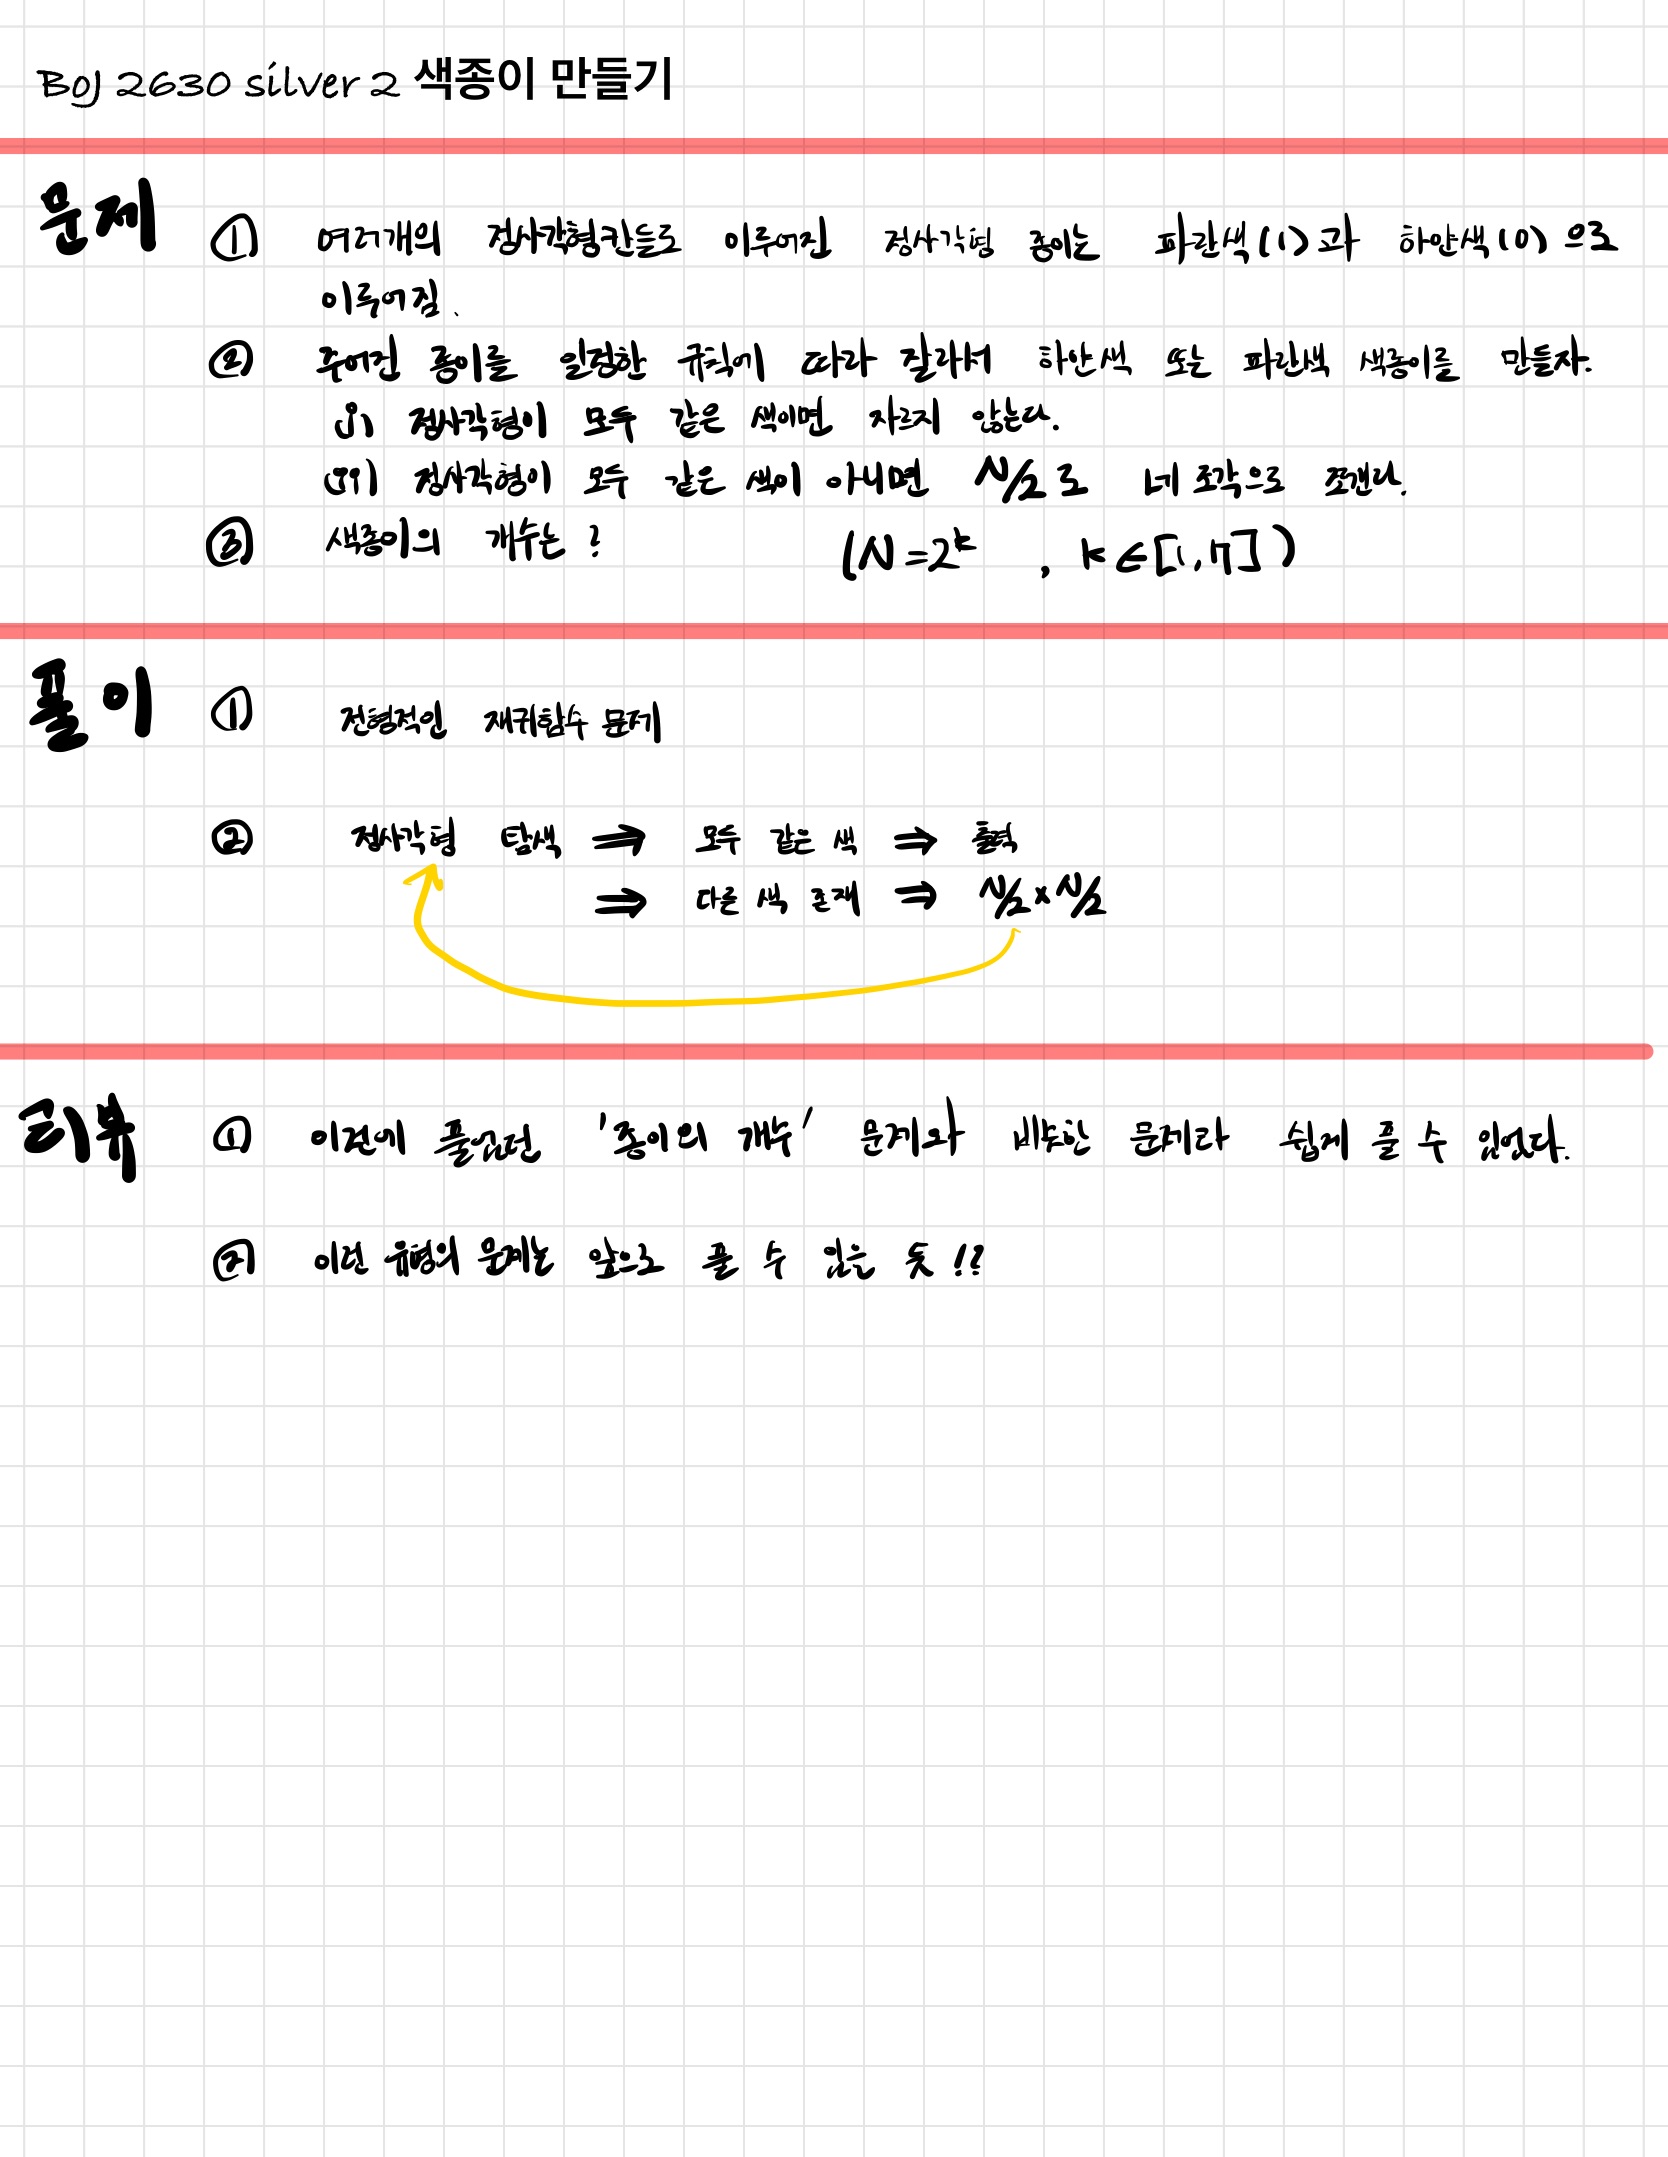 BOJ 2630 silver 2 색종이 만들기
문제 ① 여러개의 정사각형칸들로 이루어진 정사각형 종이는 파란색(1)과 하얀색(0)으로
이루어짐.
② 주어진 종이를 일정한 규칙에 따라 잘라서 하얀색 또는 파란색 색종이를 만들자.
(i) 정사각형이 모두 같은 색이면 자르지 않는다.
(ii) 정사각형이 모두 같은 색이 아니면 N/2로 네 조각으로 쪼갠다.
③ 색종이의 개수는? (N=2^k, k∈[1,7])
풀이 ① 전형적인 재귀함수 문제
② 정사각형 탐색 ⇒ 모두 같은 색 ⇒ 출력
⇒ 다른 색 존재 ⇒ N/2 x N/2
리뷰 ① 이전에 풀었던 '종이의 개수' 문제와 비슷한 문제라 쉽게 풀 수 있었다.
② 이런 유형의 문제는 앞으로 풀 수 있을 듯!?